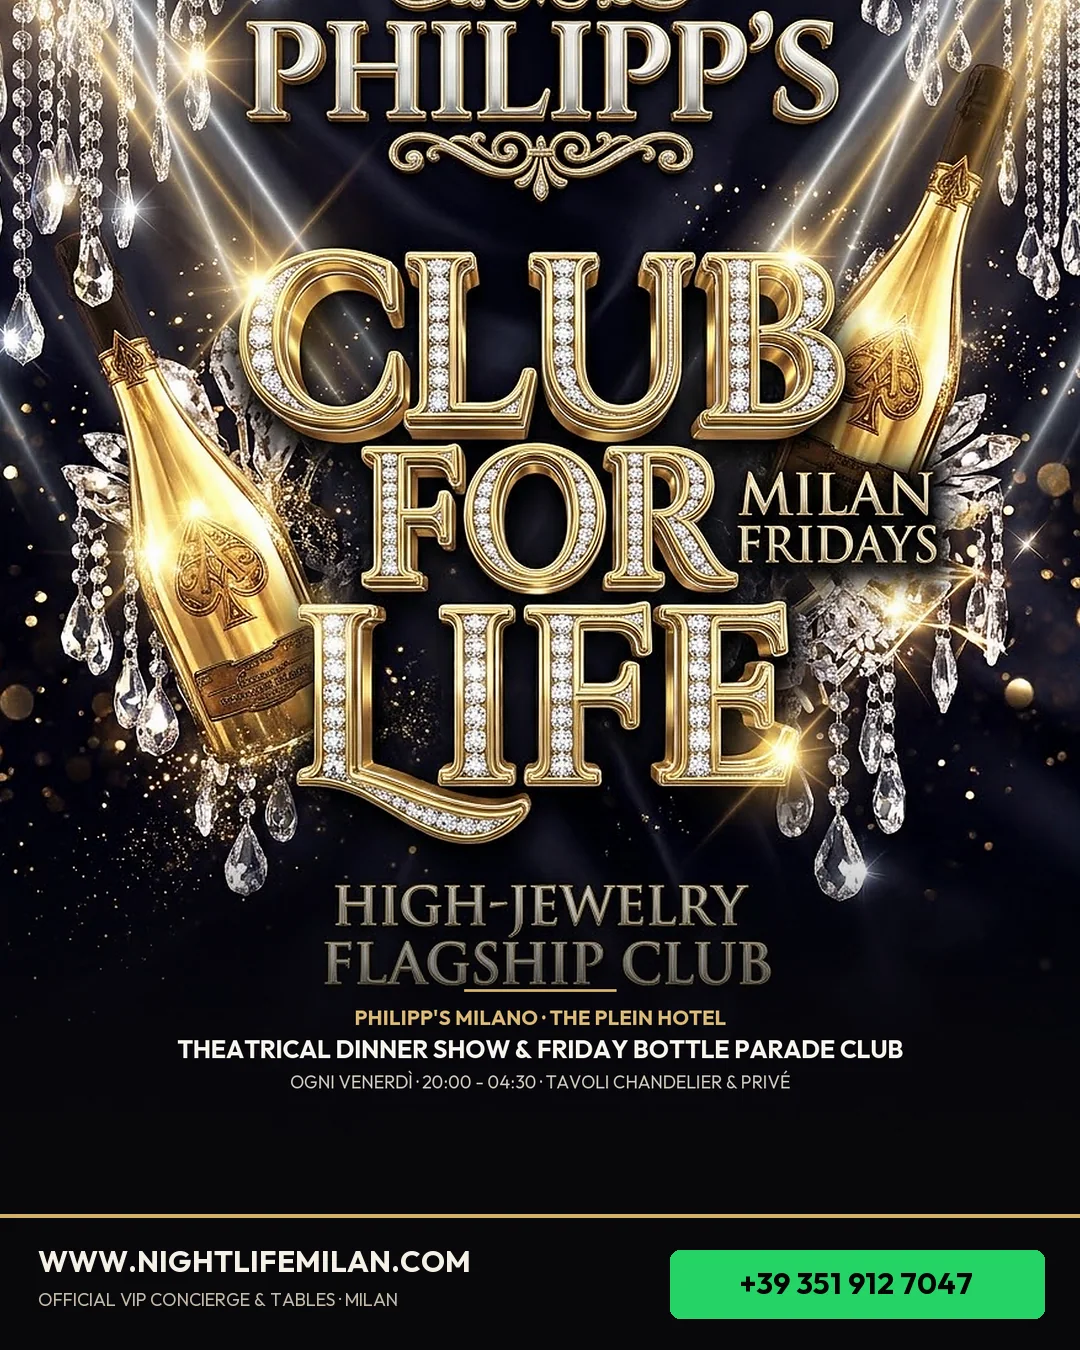 PHILIPP'S
CLUB
FOR
MILAN
FRIDAYS
LIFE
HIGH-JEWELRY
FLAGSHIP CLUB
PHILIPP'S MILANO · THE PLEIN HOTEL
THEATRICAL DINNER SHOW & FRIDAY BOTTLE PARADE CLUB
OGNI VENERDÌ · 20:00 - 04:30 · TAVOLI CHANDELIER & PRIVÉ
WWW.NIGHTLIFEMILAN.COM
OFFICIAL VIP CONCIERGE & TABLES · MILAN
+39 351 912 7047